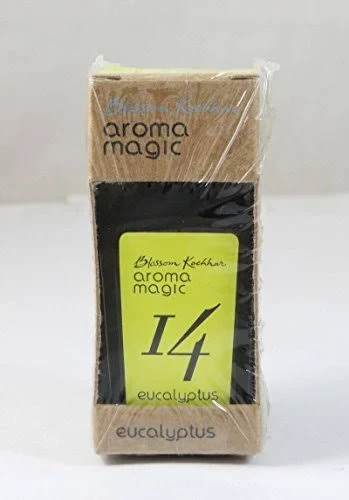 Blossom Kochhar
aroma
magic
Blossom Kochhar
aroma
magic
14
eucalyptus
eucalyptus